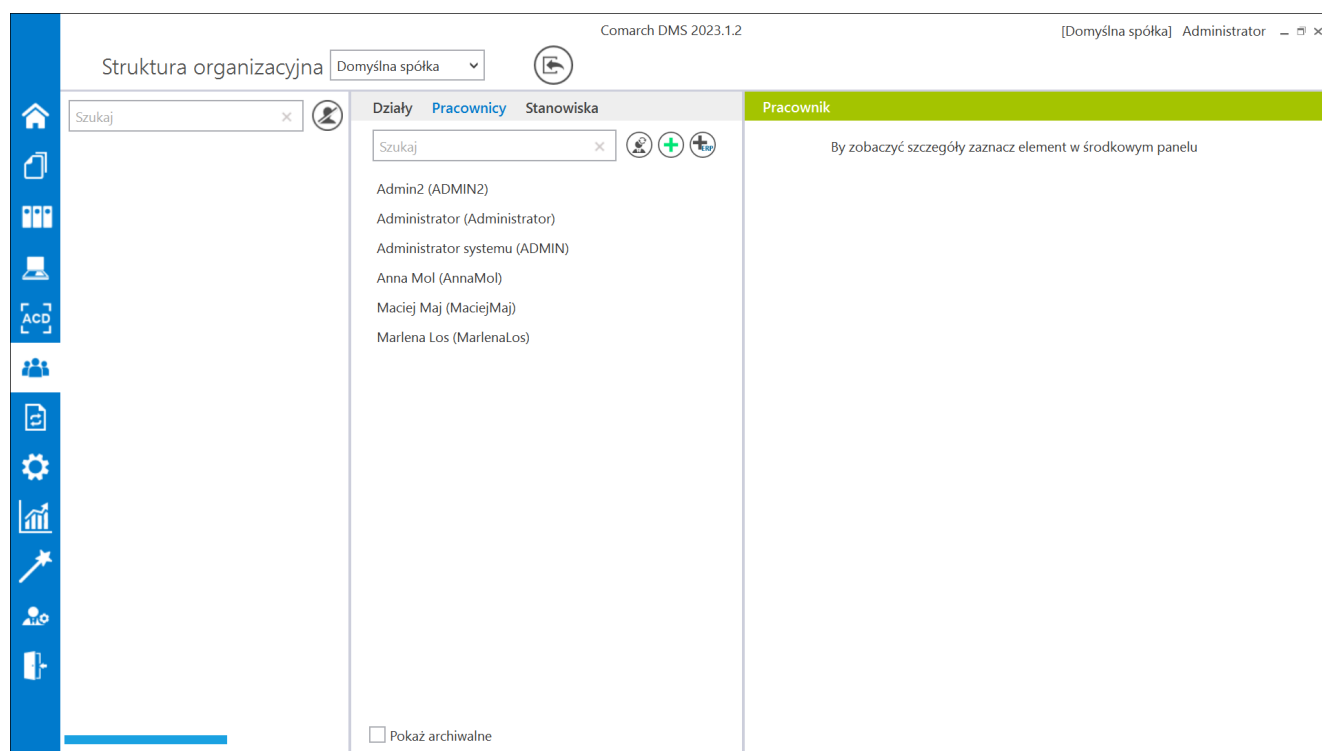 Comarch DMS 2023.1.2
[Domyślna spółka] Administrator
Struktura organizacyjna
Domyślna spółka
Szukaj
Działy Pracownicy Stanowiska
Szukaj
ERP
Admin2 (ADMIN2)
Administrator (Administrator)
Administrator systemu (ADMIN)
Anna Mol (AnnaMol)
Maciej Maj (MaciejMaj)
Marlena Los (MarlenaLos)
Pokaż archiwalne
Pracownik
By zobaczyć szczegóły zaznacz element w środkowym panelu
ACD